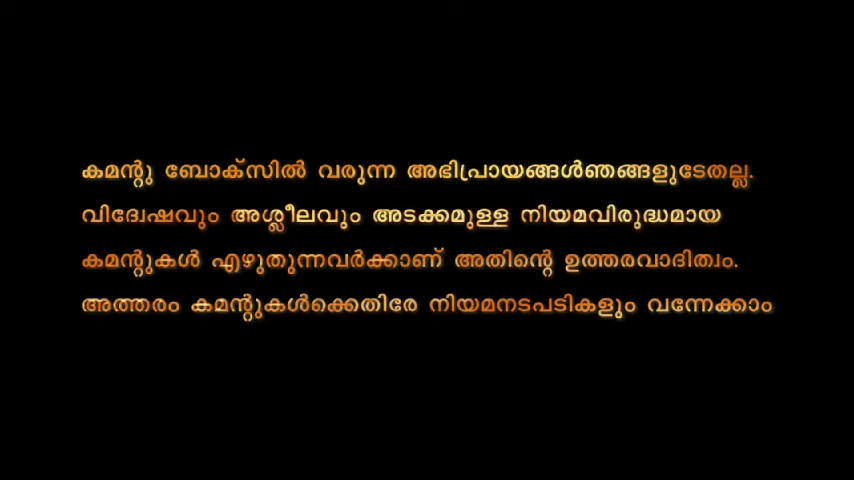 കമന്റു ബോക്സിൽ വരുന്ന അഭിപ്രായങ്ങൾഞങ്ങളുടേതല്ല.
വിദ്വേഷവും അശ്ലീലവും അടക്കമുള്ള നിയമവിരുദ്ധമായ
കമന്റുകൾ എഴുതുന്നവർക്കാണ് അതിന്റെ ഉത്തരവാദിത്വം.
അത്തരം കമന്റുകൾക്കെതിരേ നിയമനടപടികളും വന്നേക്കാം